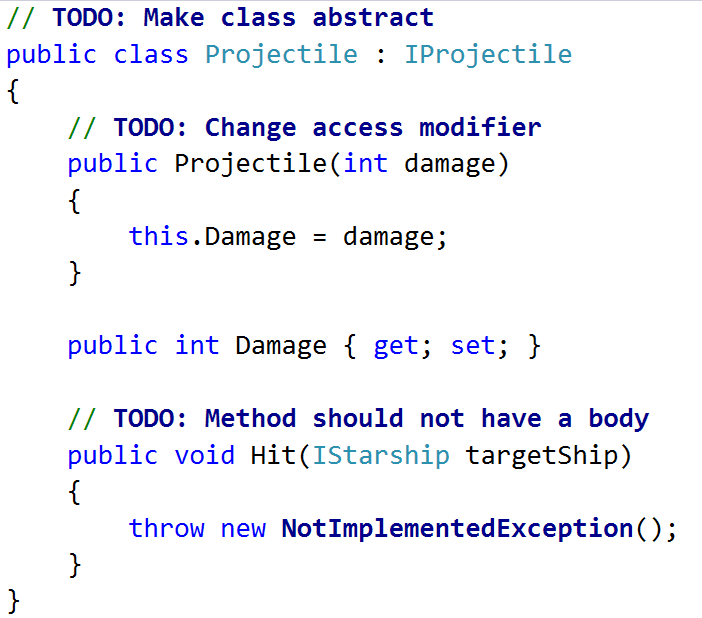 // TODO: Make class abstract
public class Projectile : IProjectile
{
    // TODO: Change access modifier
    public Projectile(int damage)
    {
        this.Damage = damage;
    }

    public int Damage { get; set; }

    // TODO: Method should not have a body
    public void Hit(IStarship targetShip)
    {
        throw new NotImplementedException();
    }
}